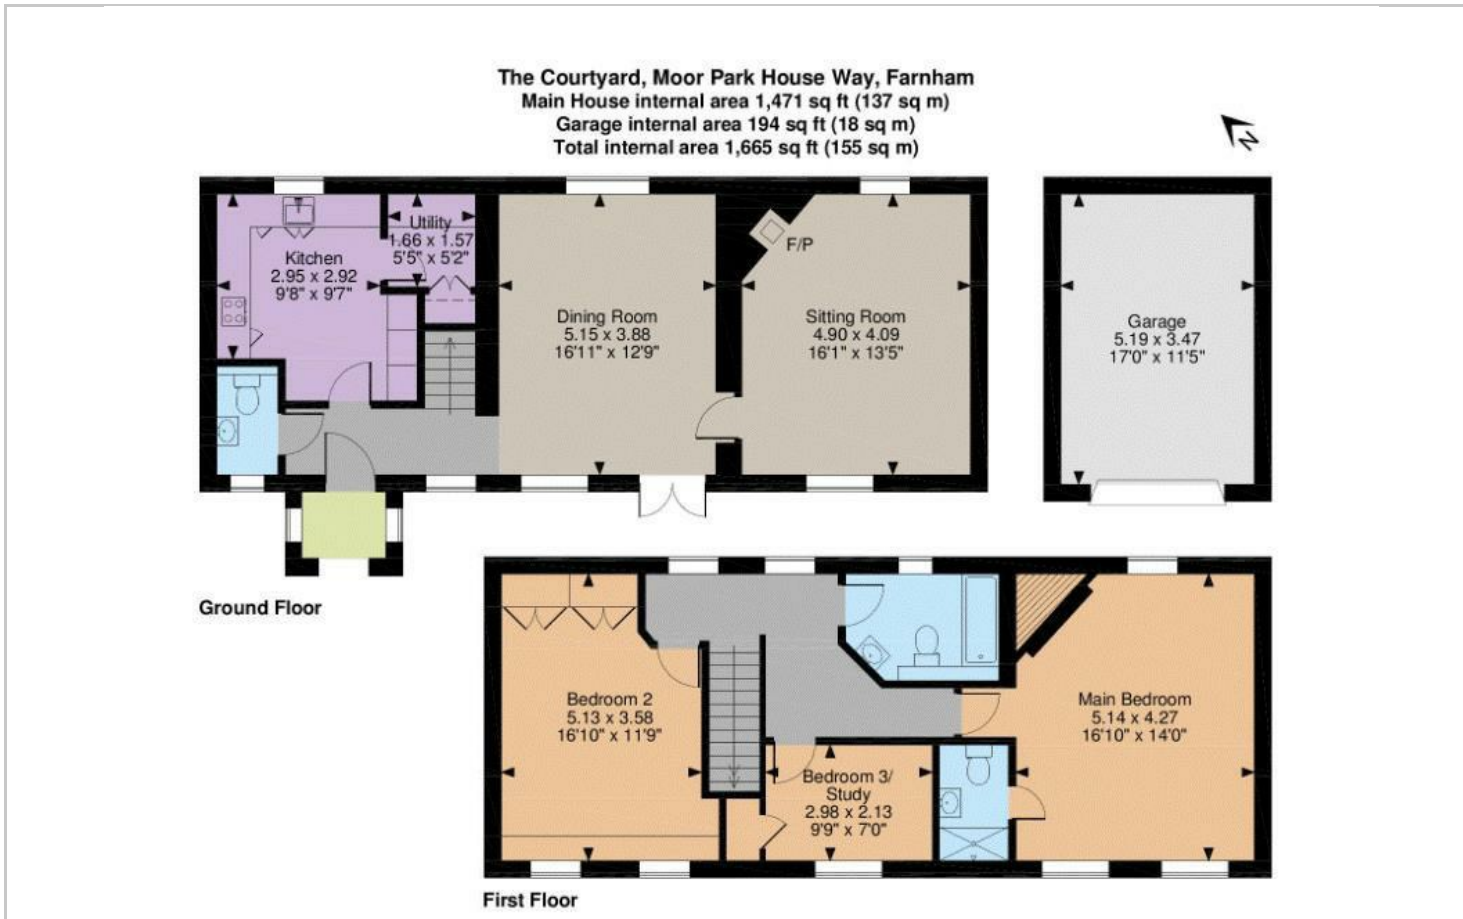 The Courtyard, Moor Park House Way, Farnham
Main House internal area 1,471 sq ft (137 sq m)
Garage internal area 194 sq ft (18 sq m)
Total internal area 1,665 sq ft (155 sq m)
N
Kitchen
2.95 x 2.92
9'8" x 9'7"
Utility
1.66 x 1.57
5'5" x 5'2"
Dining Room
5.15 x 3.88
16'11" x 12'9"
F/P
Sitting Room
4.90 x 4.09
16'1" x 13'5"
Garage
5.19 x 3.47
17'0" x 11'5"
Ground Floor
Bedroom 2
5.13 x 3.58
16'10" x 11'9"
Bedroom 3/
Study
2.98 x 2.13
9'9" x 7'0"
Main Bedroom
5.14 x 4.27
16'10" x 14'0"
First Floor